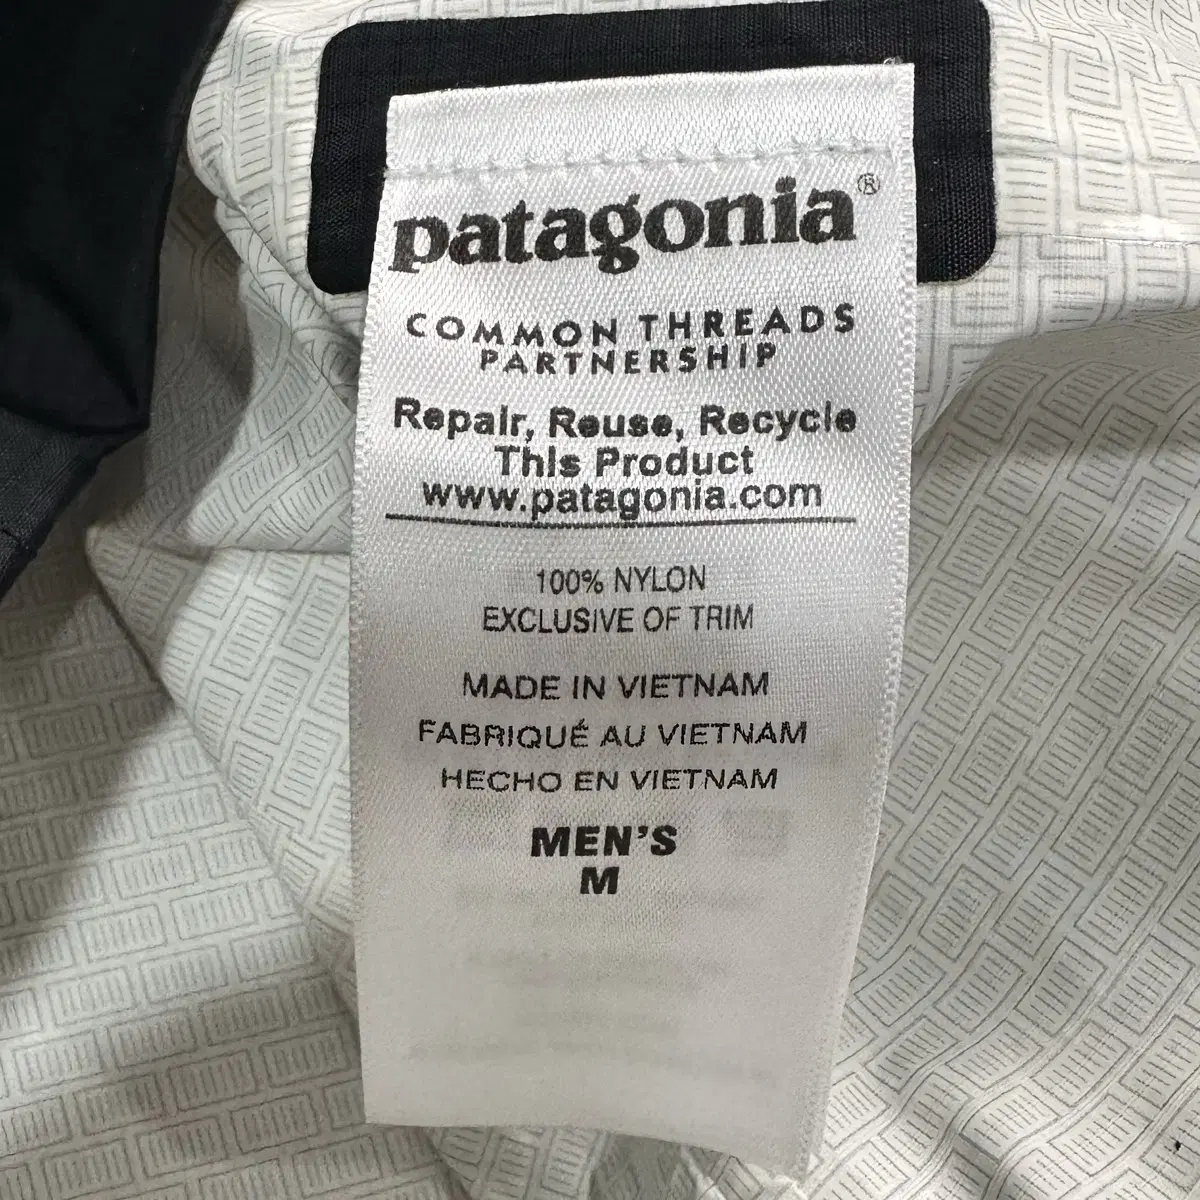 patagonia®
COMMON THREADS
PARTNERSHIP
Repair, Reuse, Recycle
This Product
www.patagonia.com
100% NYLON
EXCLUSIVE OF TRIM
MADE IN VIETNAM
FABRIQUÉ AU VIETNAM
HECHO EN VIETNAM
MEN'S
M